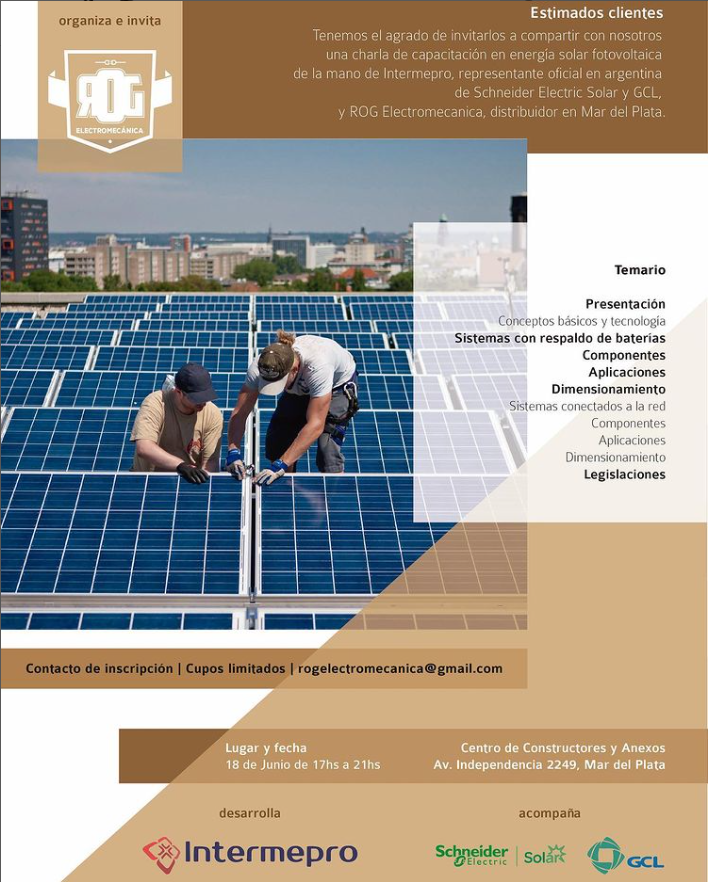 organiza e invita
ROG
ELECTROMECÁNICA
Estimados clientes
Tenemos el agrado de invitarlos a compartir con nosotros
una charla de capacitación en energía solar fotovoltaica
de la mano de Intermepro, representante oficial en argentina
de Schneider Electric Solar y GCL,
y ROG Electromecanica, distribuidor en Mar del Plata.
Temario
Presentación
Conceptos básicos y tecnología
Sistemas con respaldo de baterías
Componentes
Aplicaciones
Dimensionamiento
Sistemas conectados a la red
Componentes
Aplicaciones
Dimensionamiento
Legislaciones
Contacto de inscripción | Cupos limitados | rogelectromecanica@gmail.com
Lugar y fecha
18 de Junio de 17hs a 21hs
Centro de Constructores y Anexos
Av. Independencia 2249, Mar del Plata
desarrolla
Intermepro
acompaña
Schneider
Electric
Solar
GCL